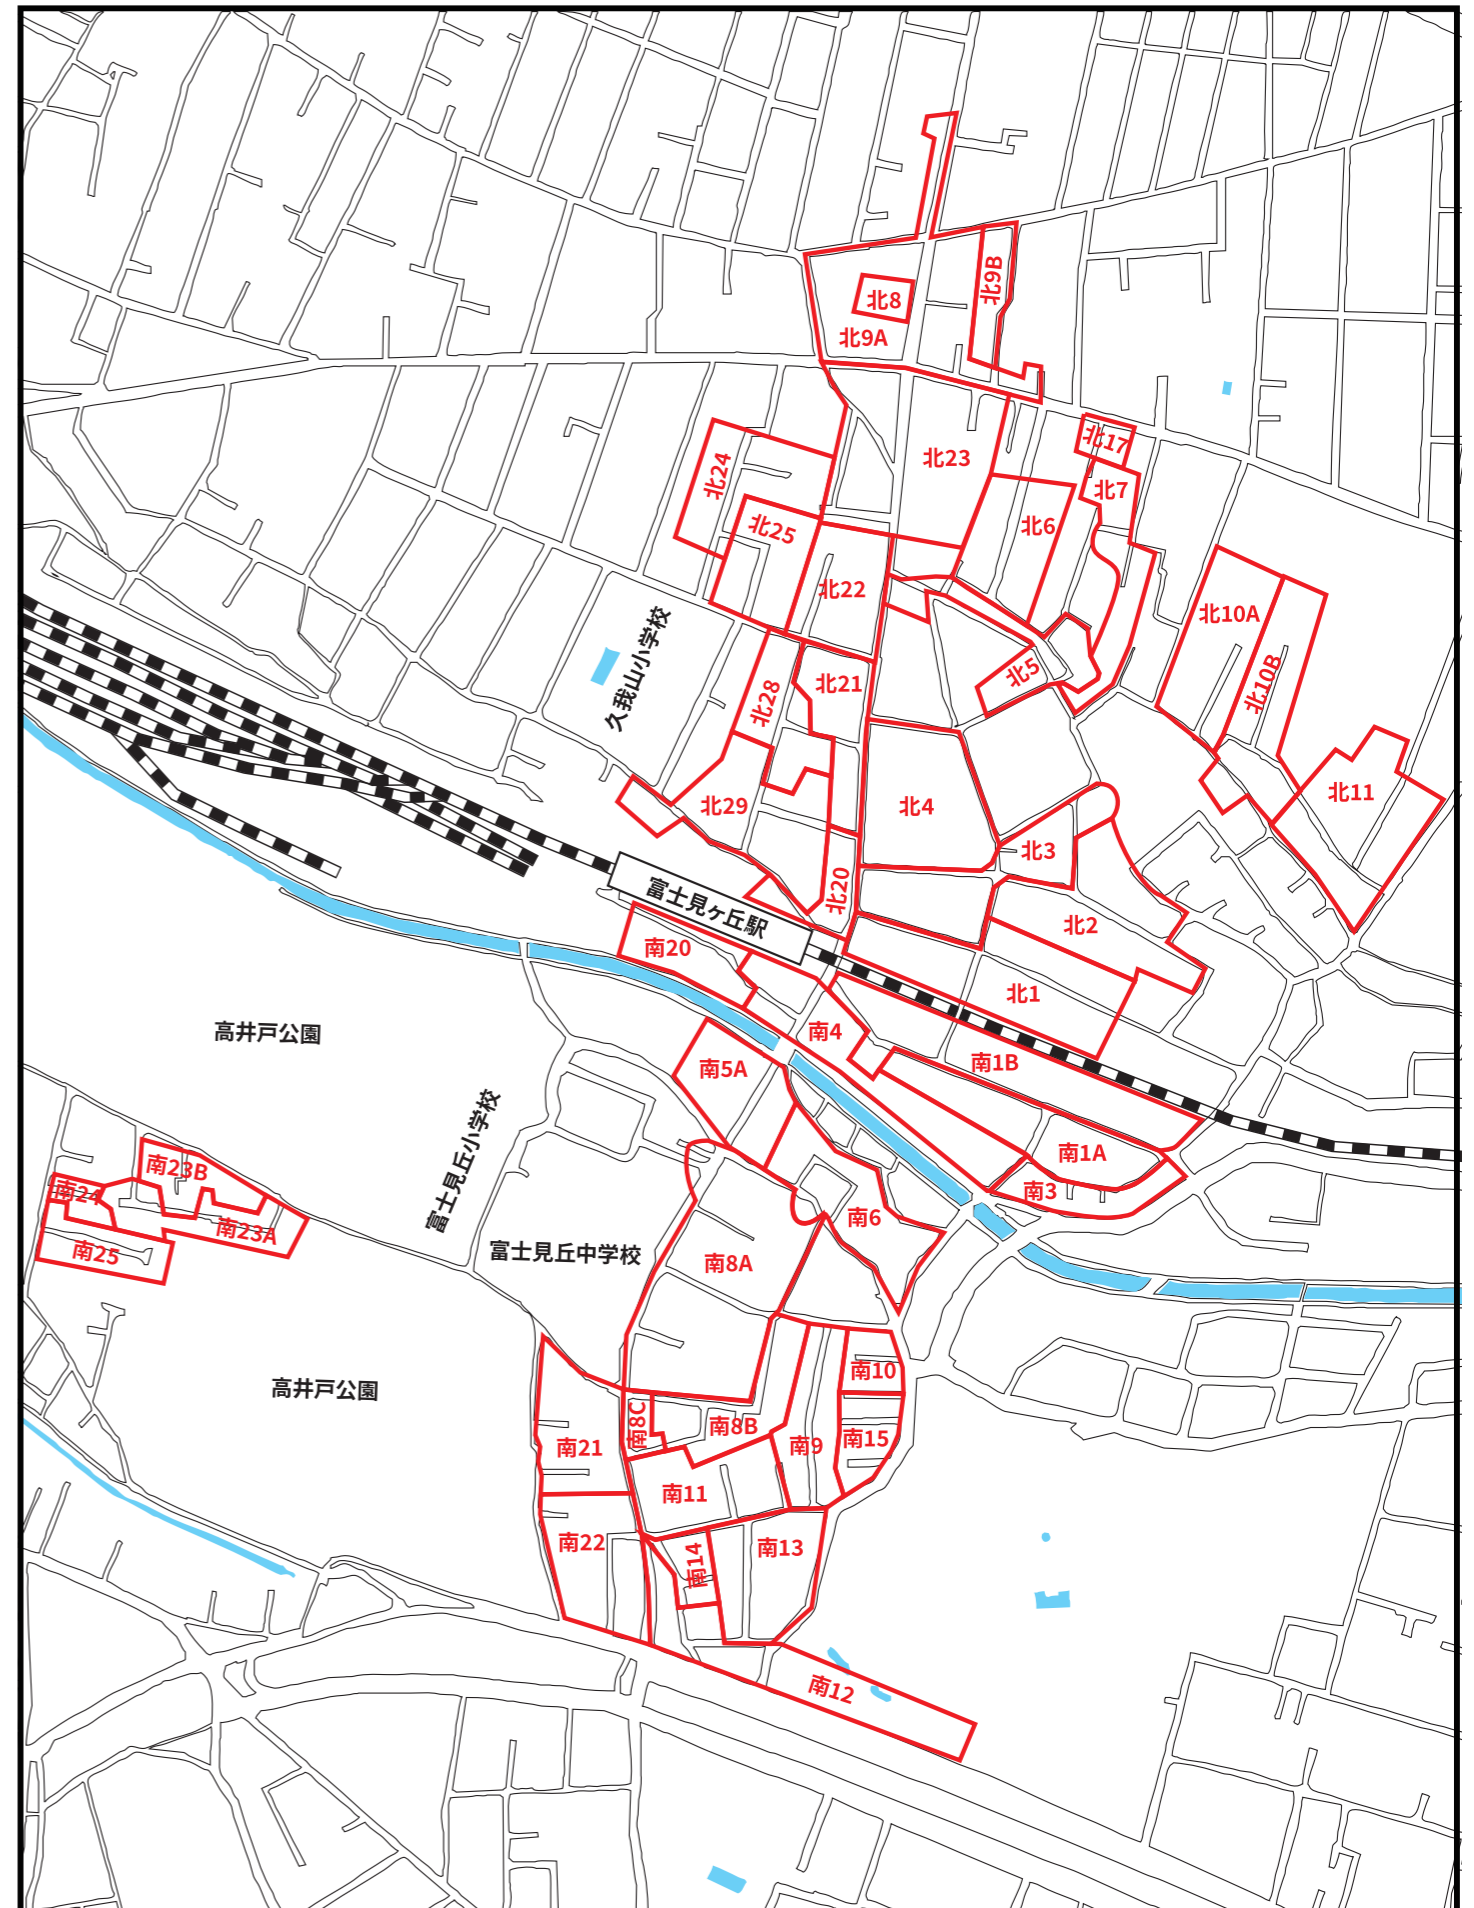 北9B
北8
北9A
北17
北23
北24
北7
北6
北25
北22
北10A
久我山小学校
北5
北21
北10B
北28
北11
北29
北4
北3
北20
富士見ヶ丘駅
北2
南20
北1
南4
高井戸公園
南1B
南5A
南1A
富士見丘小学校
南23B
南24
南3
南6
南23A
南25
富士見丘中学校
南8A
南10
高井戸公園
南8C
南8B
南21
南9
南15
南11
南22
南13
南14
南12